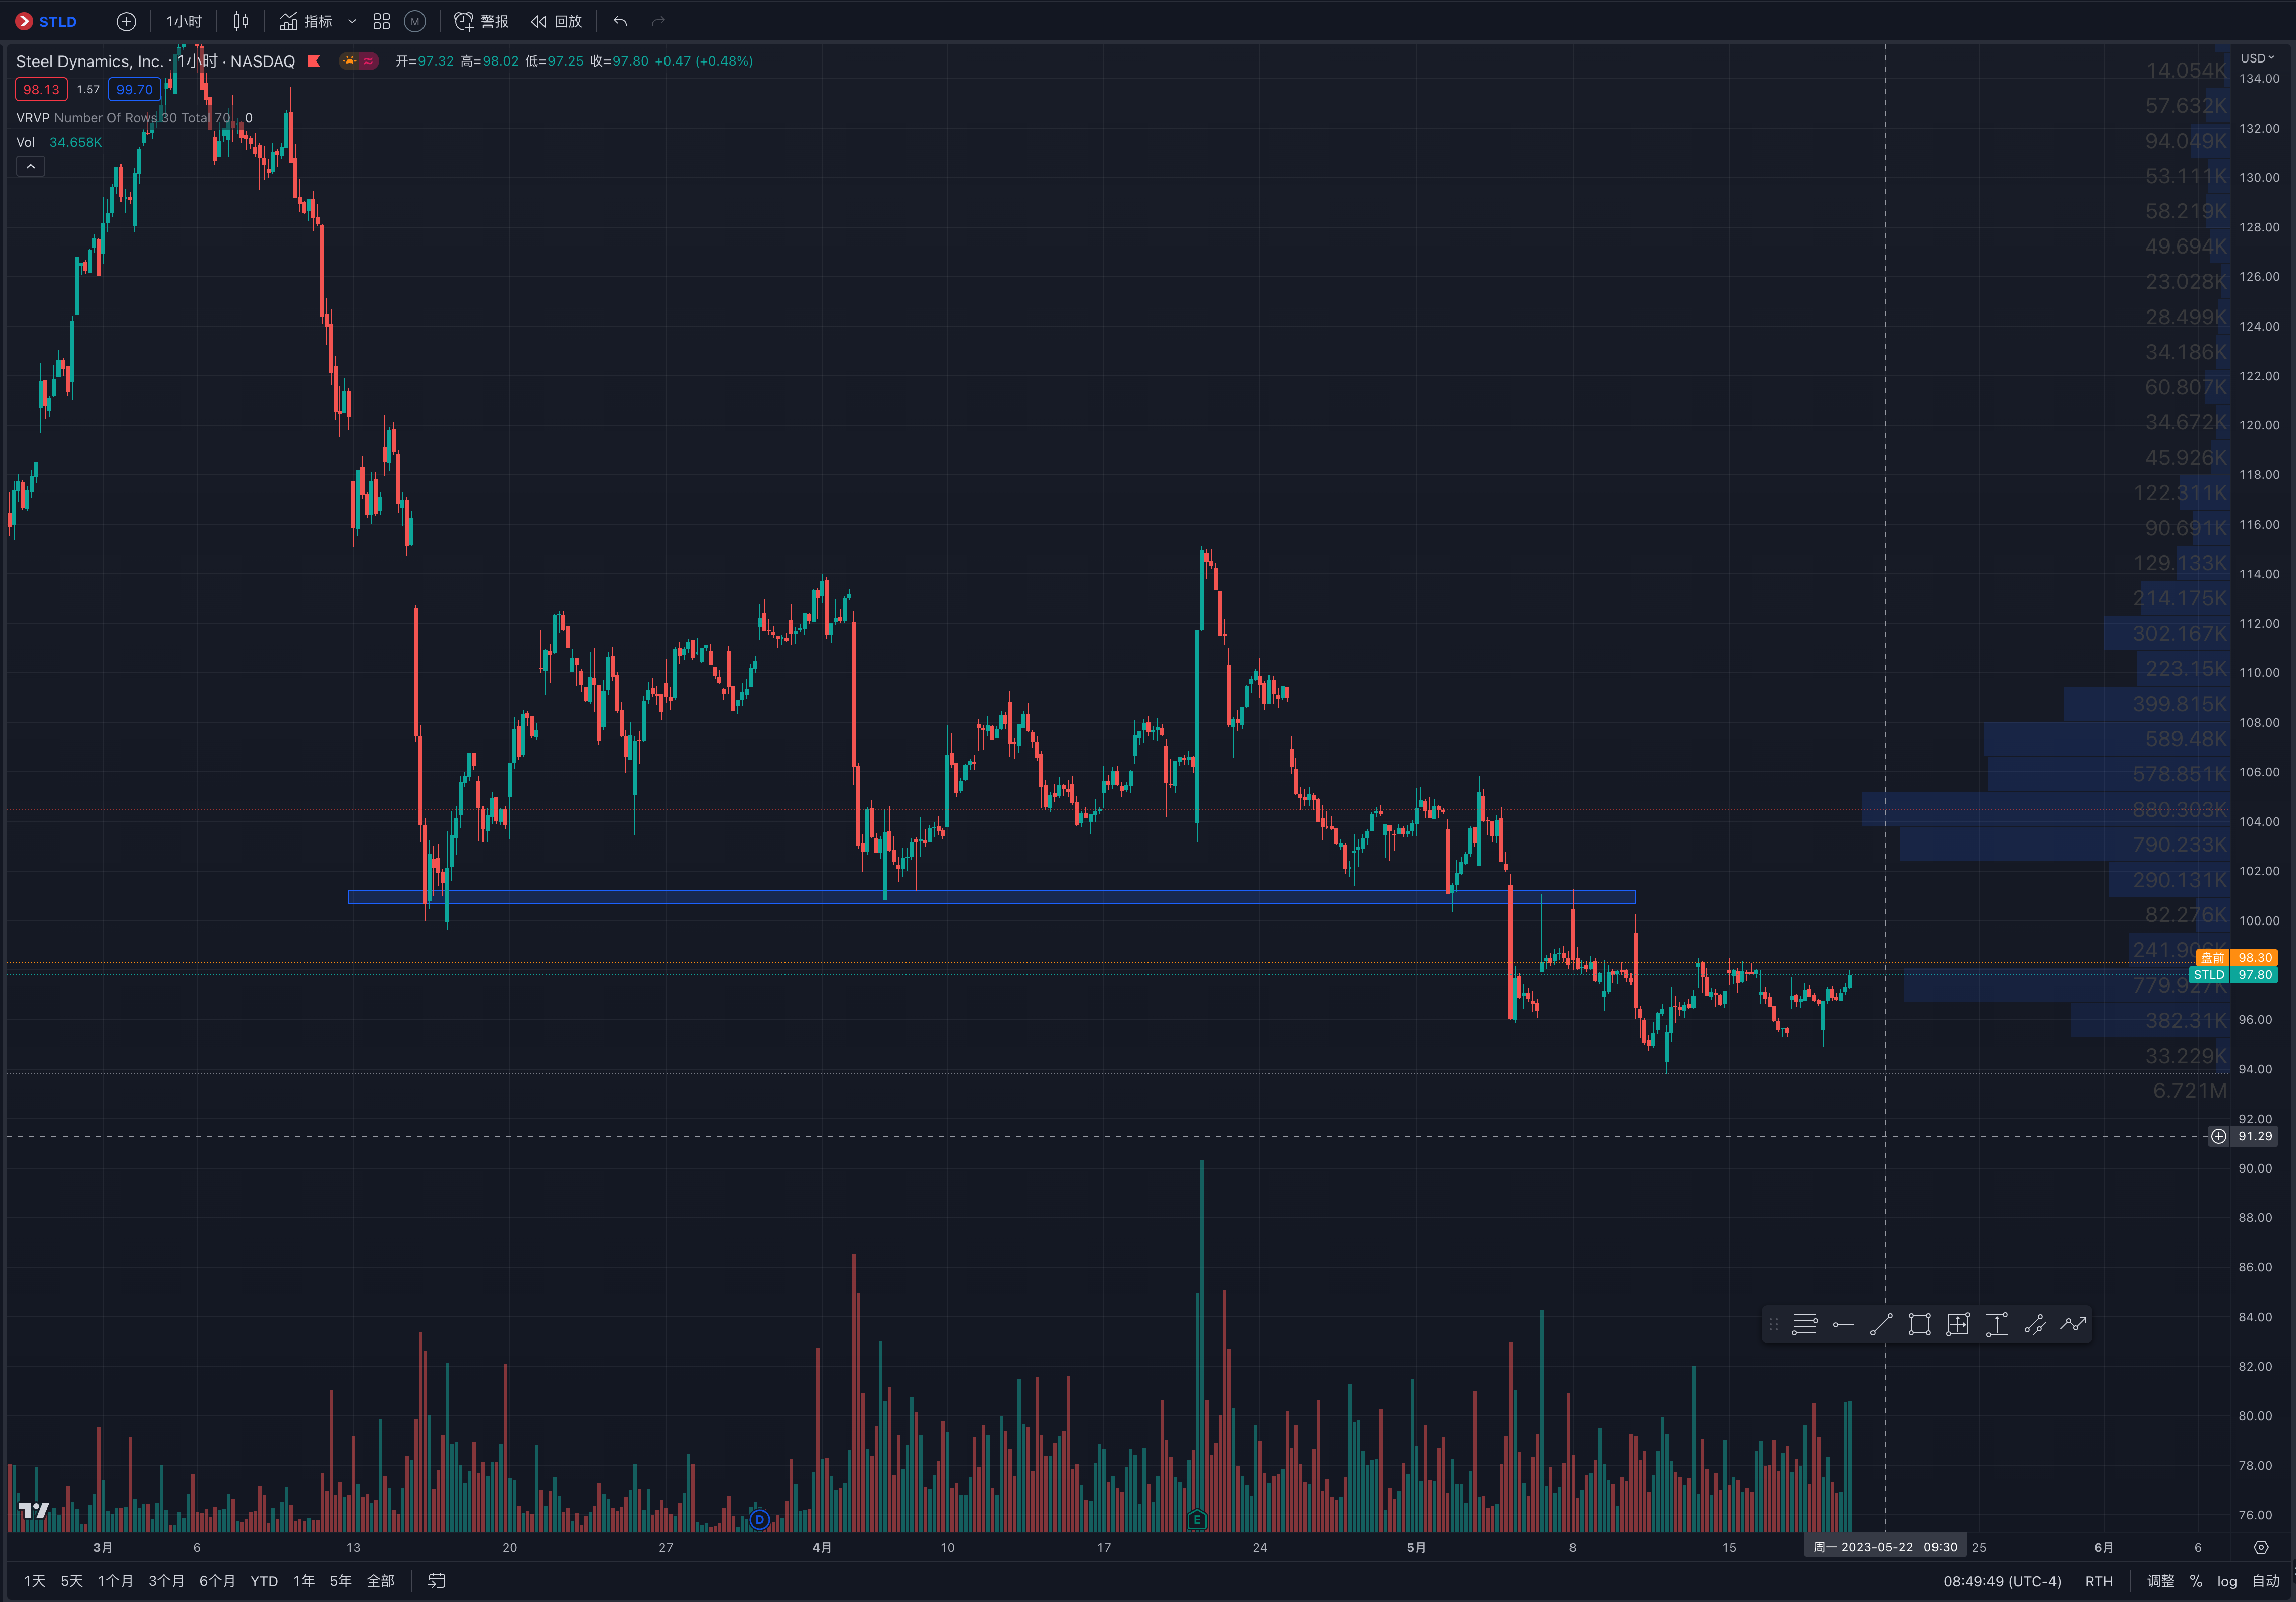 STLD 1小时 指标 M 警报 回放
Steel Dynamics, Inc. · 1小时 · NASDAQ 开=97.32 高=98.02 低=97.25 收=97.80 +0.47 (+0.48%)
98.13 1.57 99.70
VRVP Number Of Rows 30 Total 70 0
Vol 34.658K
USD
134.00
132.00
130.00
128.00
126.00
124.00
122.00
120.00
118.00
116.00
114.00
112.00
110.00
108.00
106.00
104.00
102.00
100.00
盘前 98.30
STLD 97.80
96.00
94.00
92.00
91.29
90.00
88.00
86.00
84.00
82.00
80.00
78.00
76.00
14.054K
57.632K
94.049K
53.111K
58.219K
49.694K
23.028K
28.499K
34.186K
60.807K
34.672K
45.926K
122.311K
90.691K
129.133K
214.175K
302.167K
223.15K
399.815K
589.48K
578.851K
880.303K
790.233K
290.131K
82.276K
241.906K
779.927K
382.31K
33.229K
6.721M
D E
3月 6 13 20 27 4月 10 17 24 5月 8 15 周一 2023-05-22 09:30 25 6月 6
1天 5天 1个月 3个月 6个月 YTD 1年 5年 全部 08:49:49 (UTC-4) RTH 调整 % log 自动